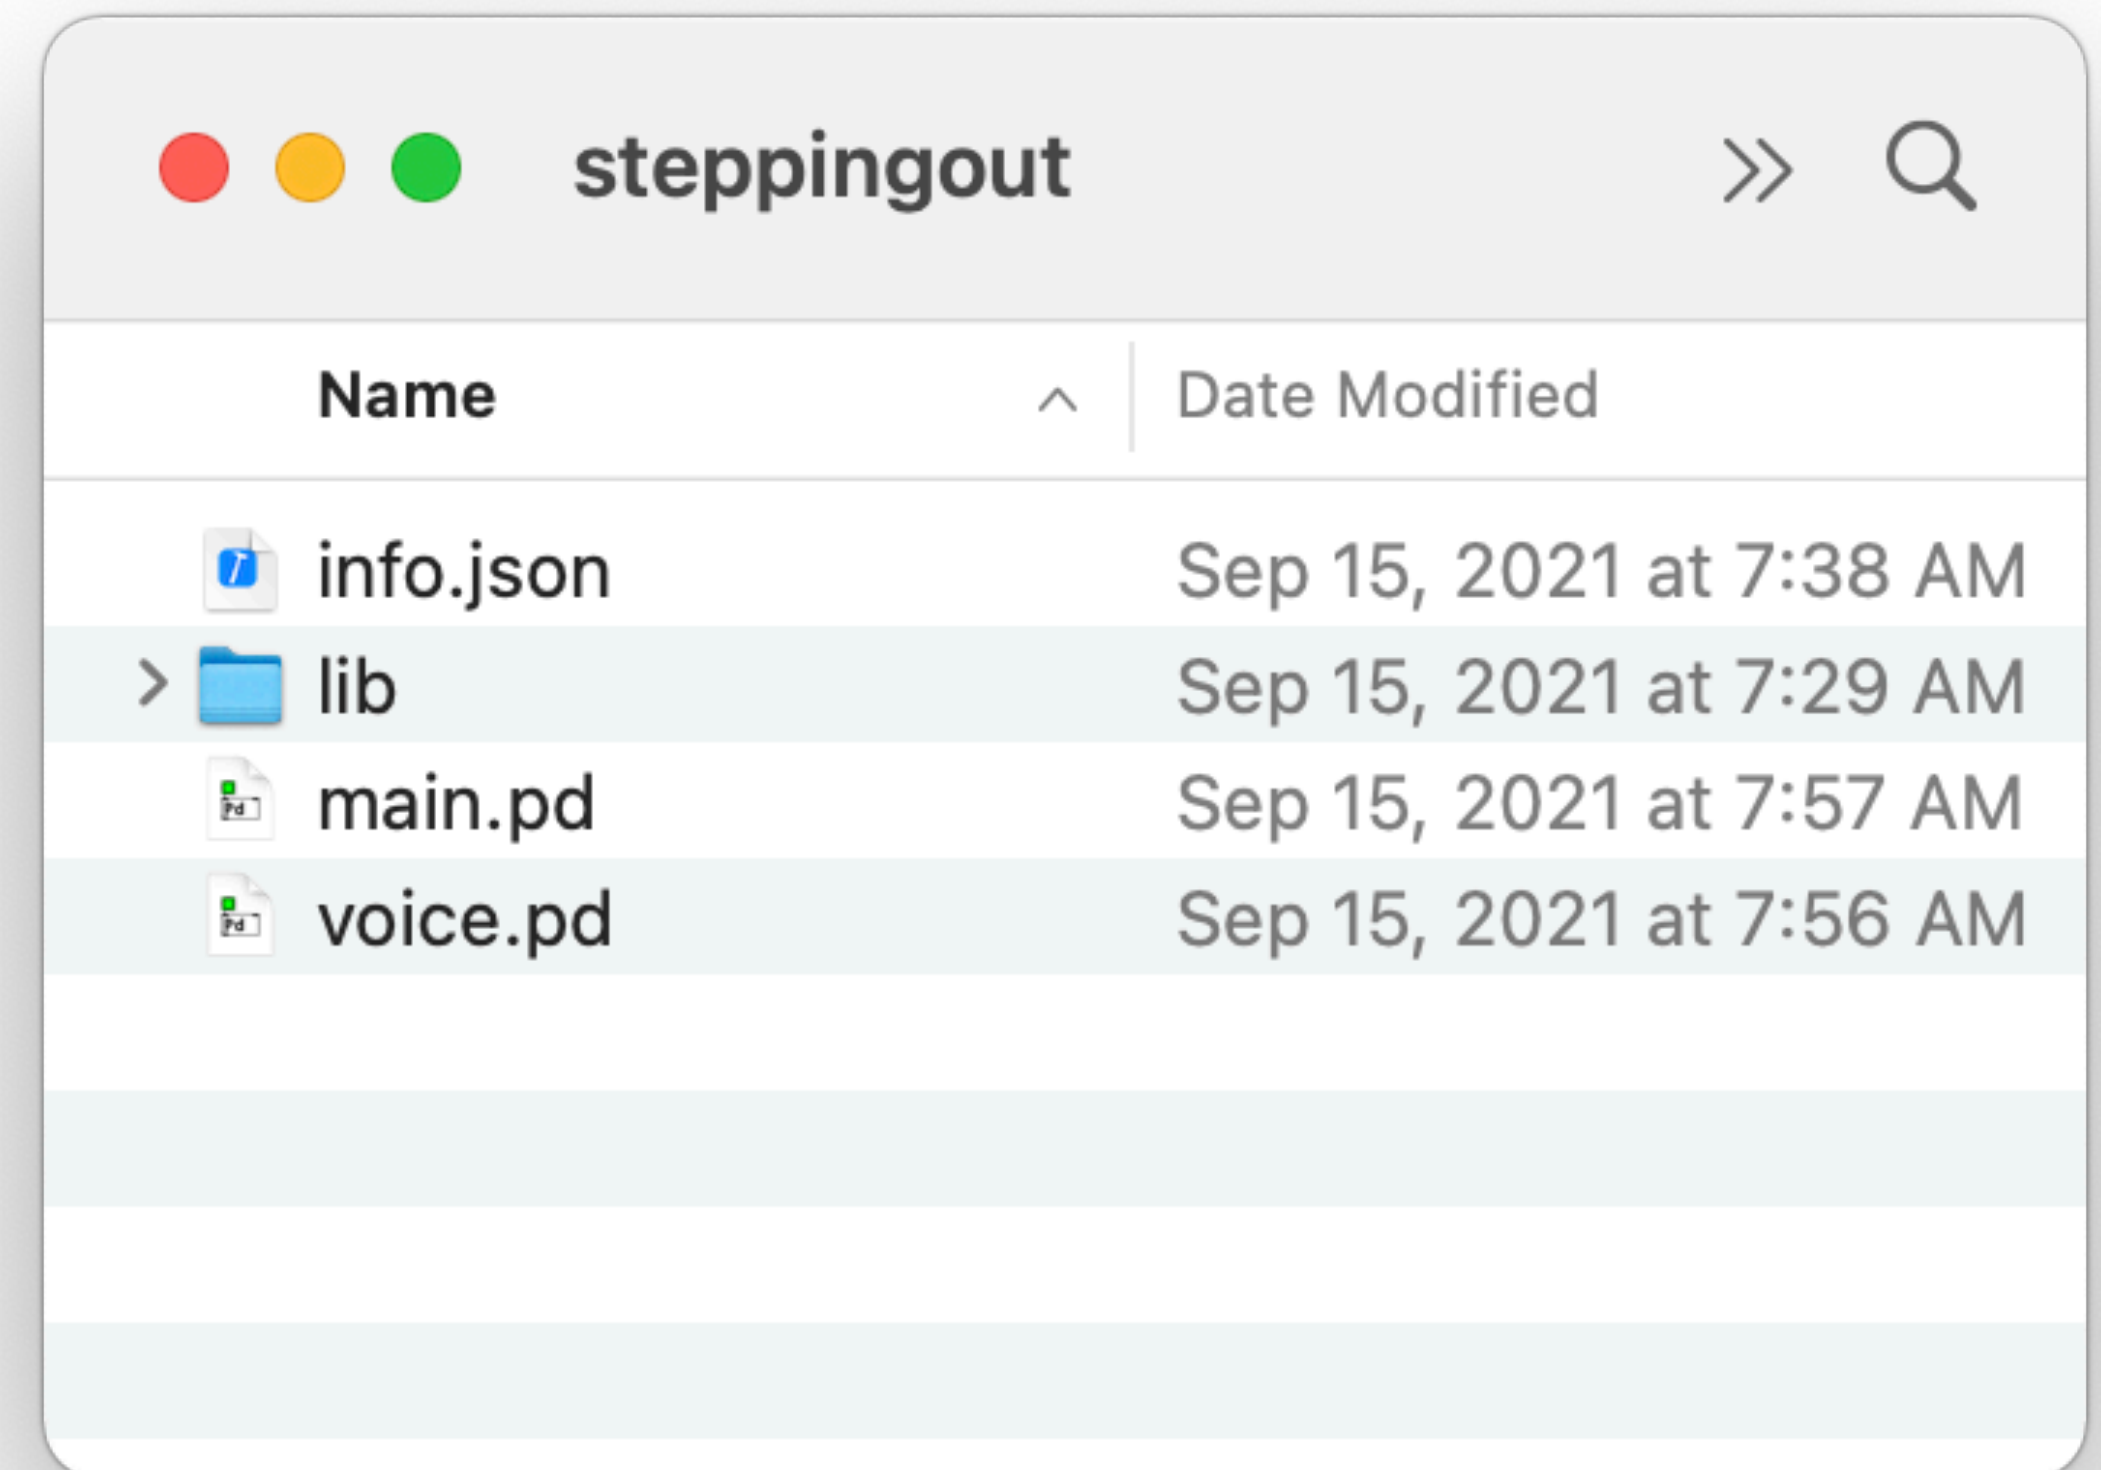 steppingout
Name Date Modified
info.json Sep 15, 2021 at 7:38 AM
lib Sep 15, 2021 at 7:29 AM
main.pd Sep 15, 2021 at 7:57 AM
voice.pd Sep 15, 2021 at 7:56 AM